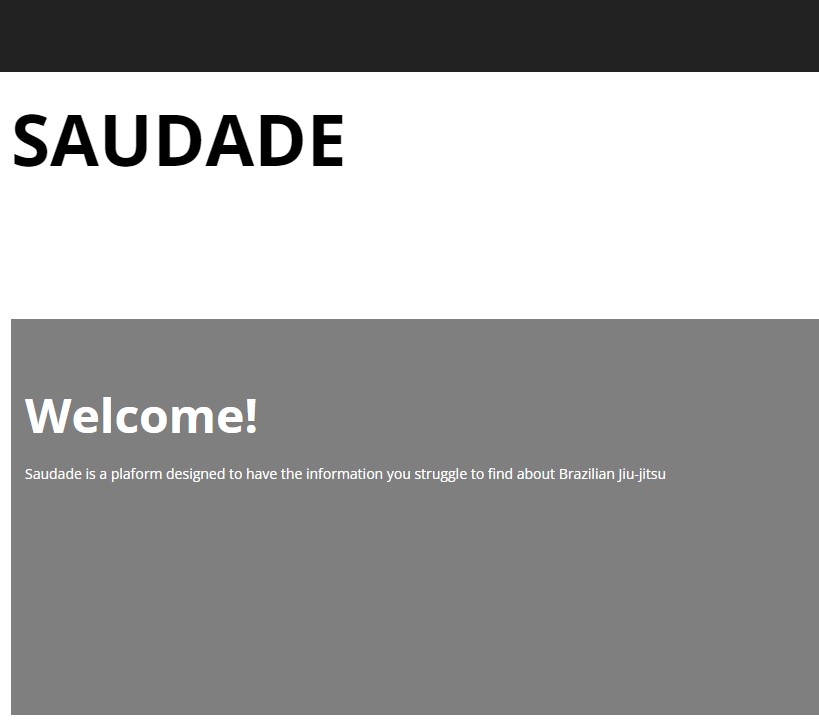 SAUDADE
Welcome!
Saudade is a plaform designed to have the information you struggle to find about Brazilian Jiu-jitsu